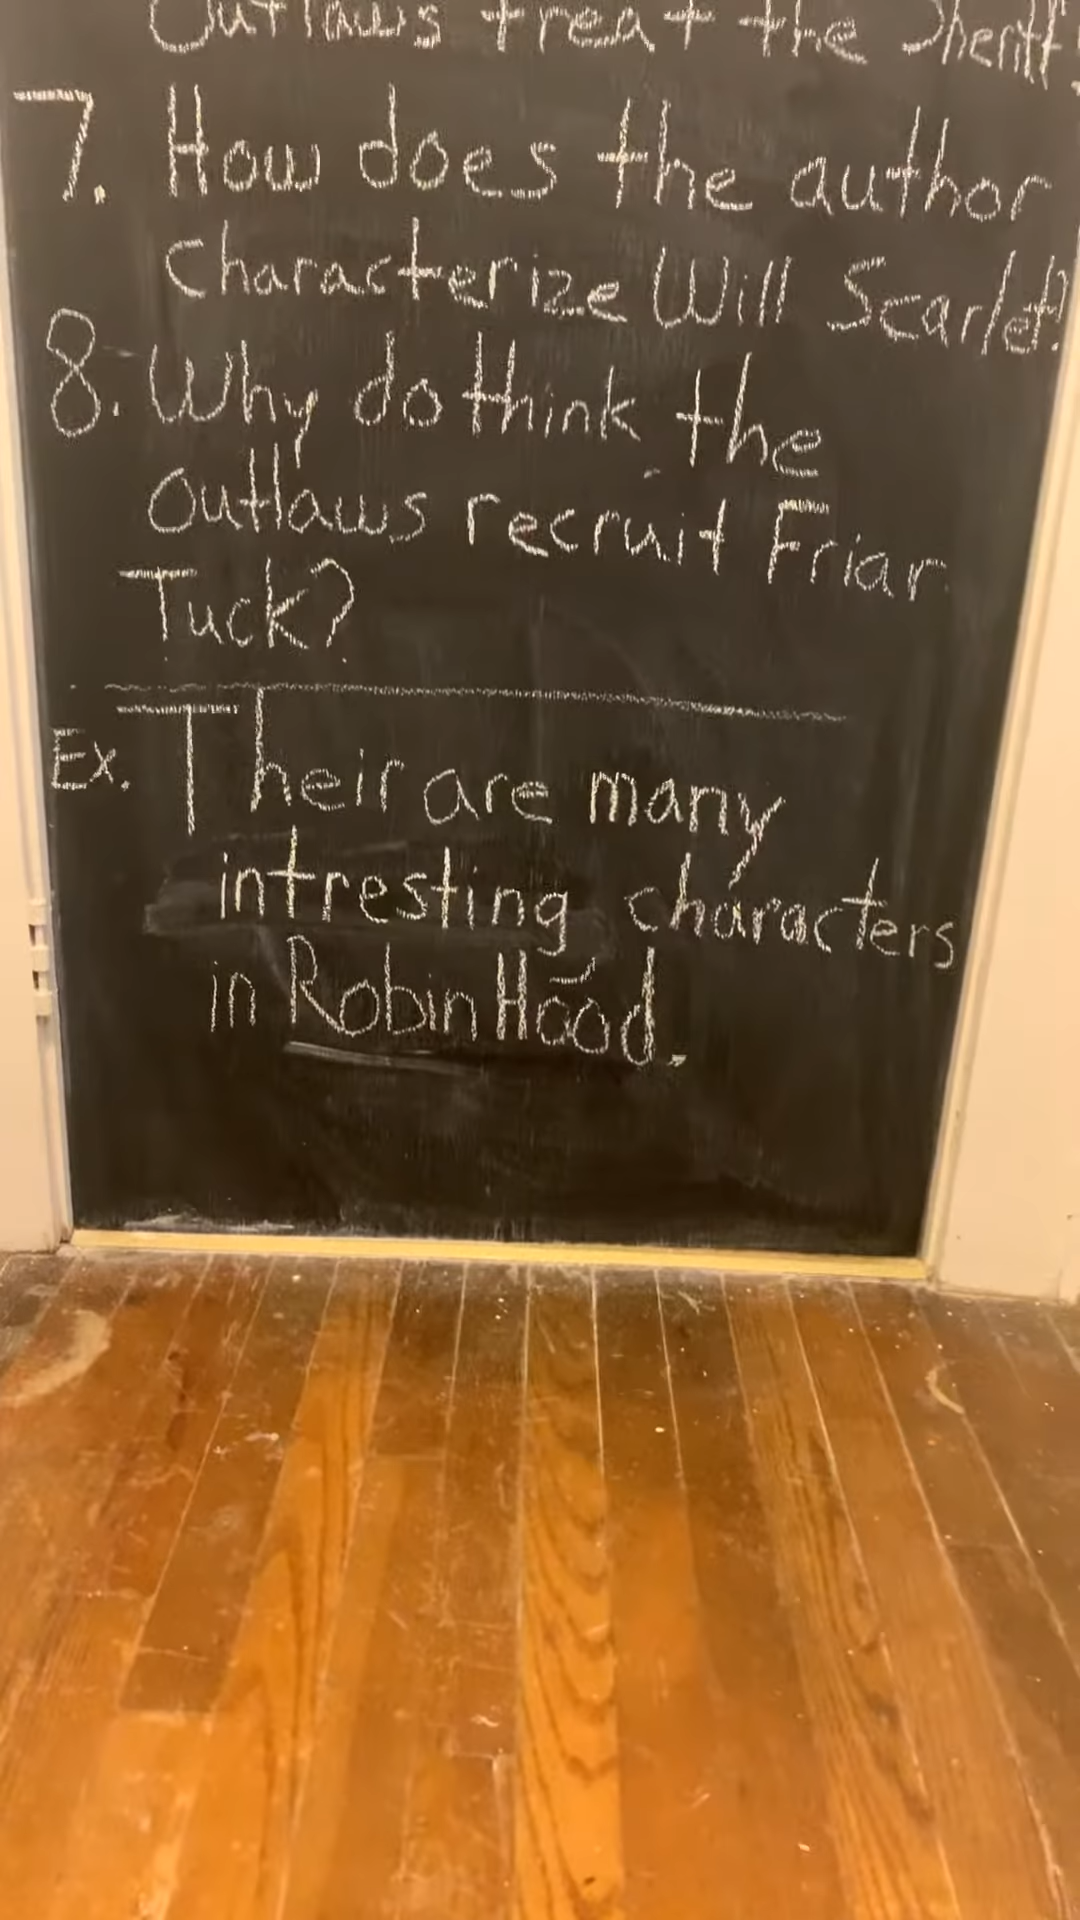 Outlaws treat the Sheriff?
7. How does the author
characterize Will Scarlet?
8. Why do think the
Outlaws recruit Friar
Tuck?
Ex. Their are many
intresting characters
in Robin Hood.